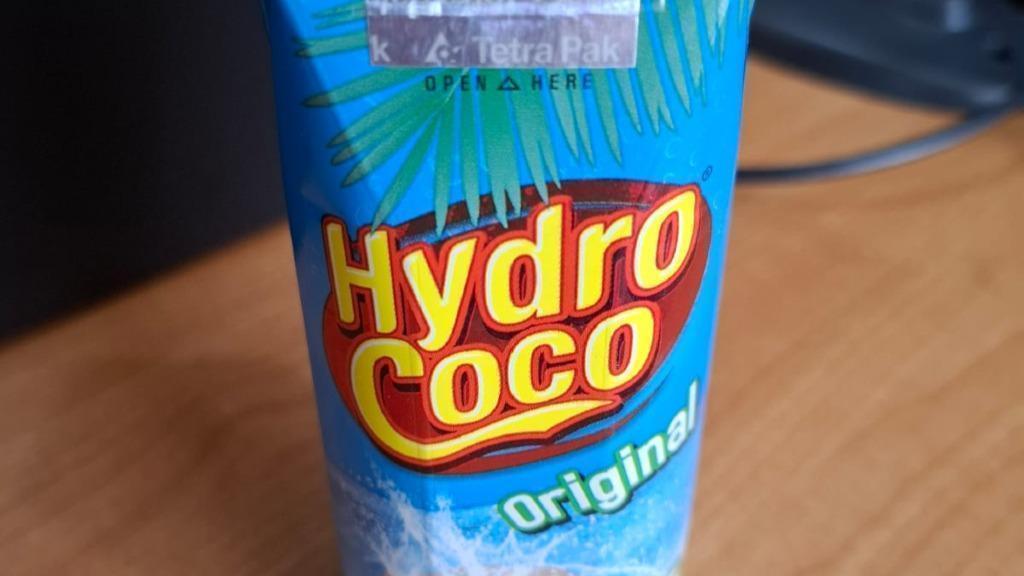 k Tetra Pak
OPEN HERE
Hydro
Coco
®
Original